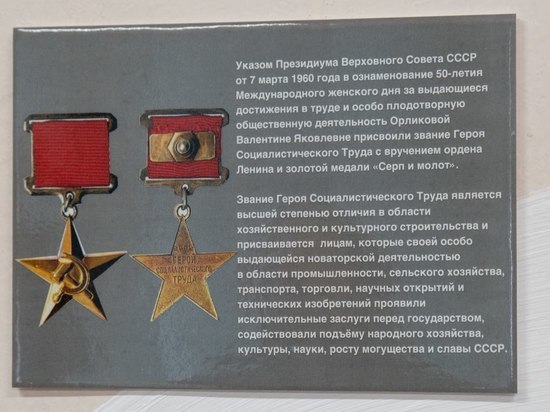 Указом Президиума Верховного Совета СССР
от 7 марта 1960 года в ознаменование 50-летия
Международного женского дня за выдающиеся
достижения в труде и особо плодотворную
общественную деятельность Орликовой
Валентине Яковлевне присвоили звание Героя
Социалистического Труда с вручением ордена
Ленина и золотой медали «Серп и молот».
Звание Героя Социалистического Труда является
высшей степенью отличия в области
хозяйственного и культурного строительства и
присваивается лицам, которые своей особо
выдающейся новаторской деятельностью
в области промышленности, сельского хозяйства,
транспорта, торговли, научных открытий и
технических изобретений проявили
исключительные заслуги перед государством,
содействовали подъёму народного хозяйства,
культуры, науки, росту могущества и славы СССР.
ГЕРОЙ
СОЦИАЛИСТИЧЕСКОГО
ТРУДА